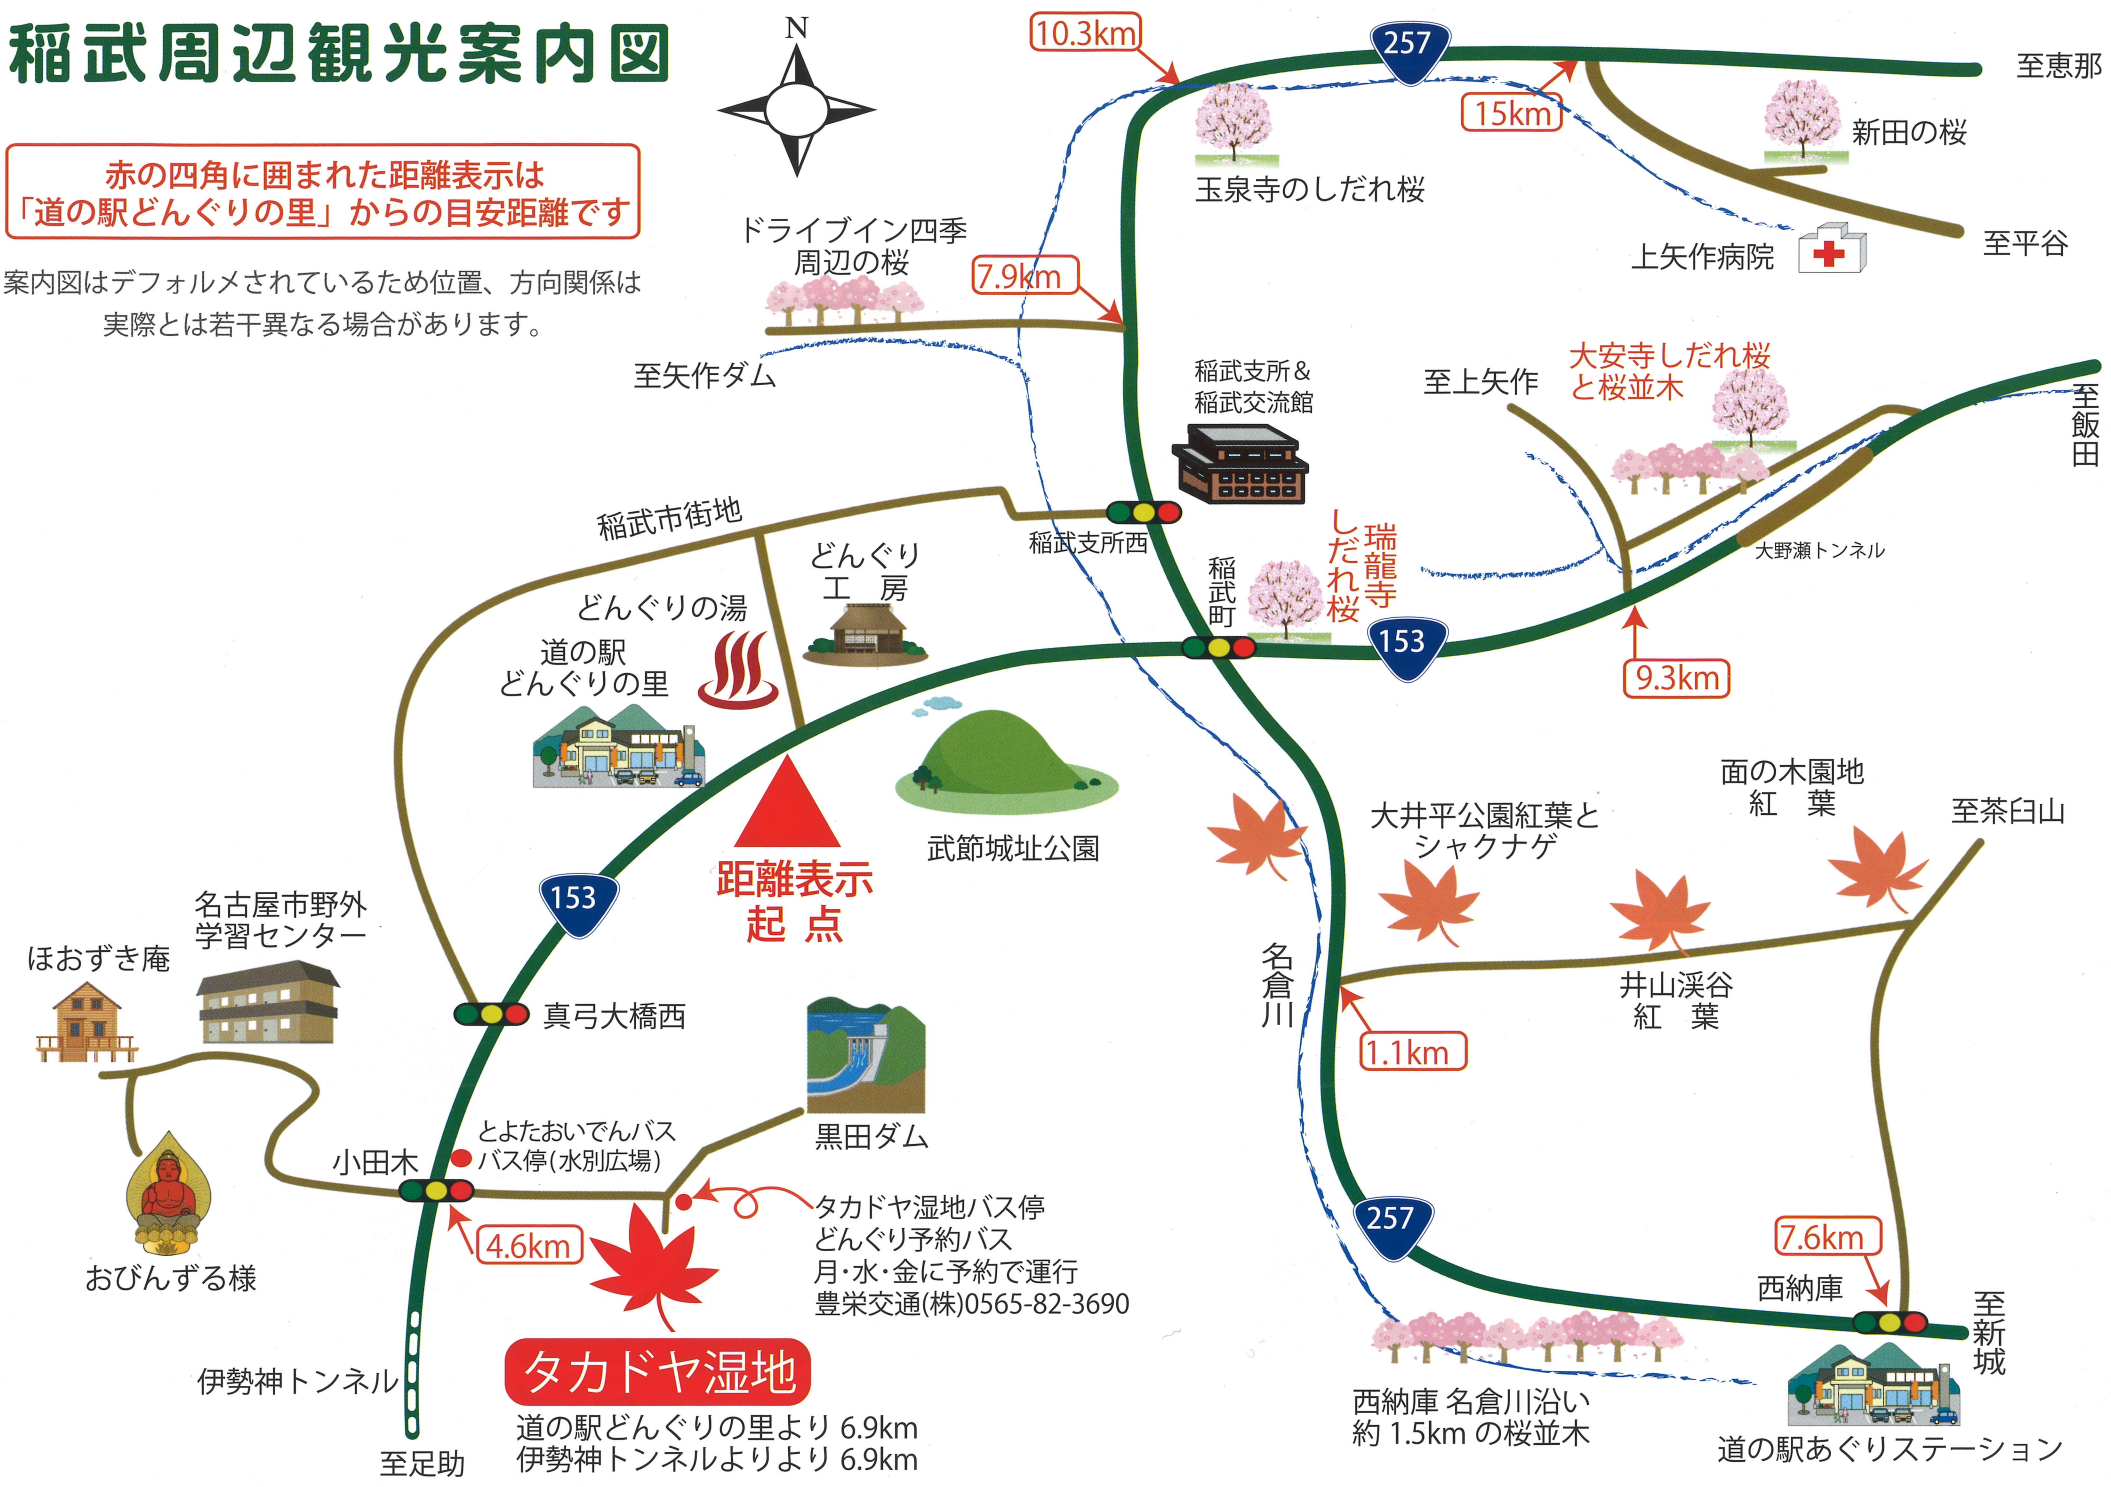 稲武周辺観光案内図
赤の四角に囲まれた距離表示は
「道の駅どんぐりの里」からの目安距離です
案内図はデフォルメされているため位置、方向関係は
実際とは若干異なる場合があります。
N
10.3km
257
至恵那
15km
新田の桜
玉泉寺のしだれ桜
至平谷
上矢作病院
ドライブイン四季
周辺の桜
7.9km
至矢作ダム
稲武支所&
稲武交流館
至上矢作
大安寺しだれ桜
と桜並木
至飯田
稲武市街地
稲武支所西
どんぐり
工 房
どんぐりの湯
道の駅
どんぐりの里
稲武町
瑞龍寺
しだれ桜
大野瀬トンネル
153
9.3km
武節城址公園
距離表示
起 点
153
大井平公園紅葉と
シャクナゲ
面の木園地
紅 葉
至茶臼山
名古屋市野外
学習センター
ほおずき庵
真弓大橋西
名倉川
井山渓谷
紅 葉
1.1km
黒田ダム
とよたおいでんバス
バス停(水別広場)
小田木
4.6km
おびんずる様
タカドヤ湿地バス停
どんぐり予約バス
月・水・金に予約で運行
豊栄交通(株)0565-82-3690
257
7.6km
西納庫
至新城
伊勢神トンネル
タカドヤ湿地
道の駅どんぐりの里より 6.9km
伊勢神トンネルよりより 6.9km
至足助
西納庫 名倉川沿い
約 1.5km の桜並木
道の駅あぐりステーション